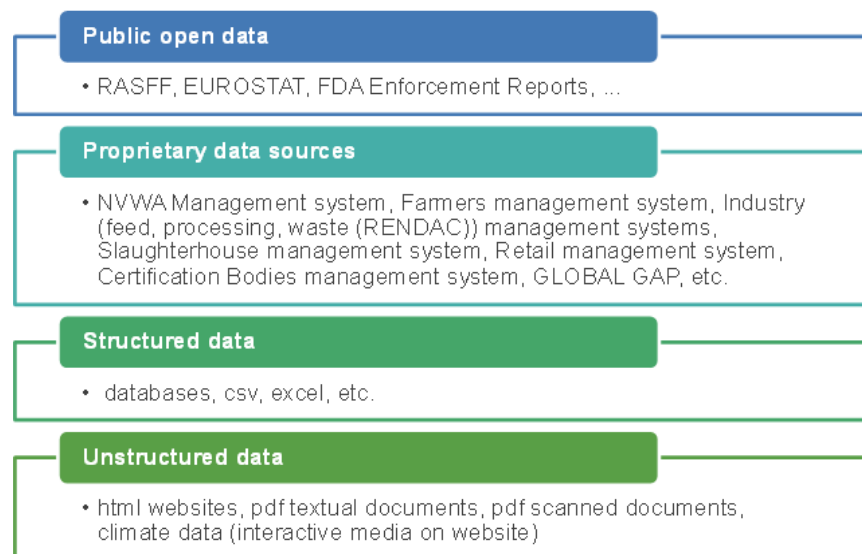 Public open data
• RASFF, EUROSTAT, FDA Enforcement Reports, ...
Proprietary data sources
• NVWA Management system, Farmers management system, Industry
(feed, processing, waste (RENDAC)) management systems,
Slaughterhouse management system, Retail management system,
Certification Bodies management system, GLOBAL GAP, etc.
Structured data
• databases, csv, excel, etc.
Unstructured data
• html websites, pdf textual documents, pdf scanned documents,
climate data (interactive media on website)